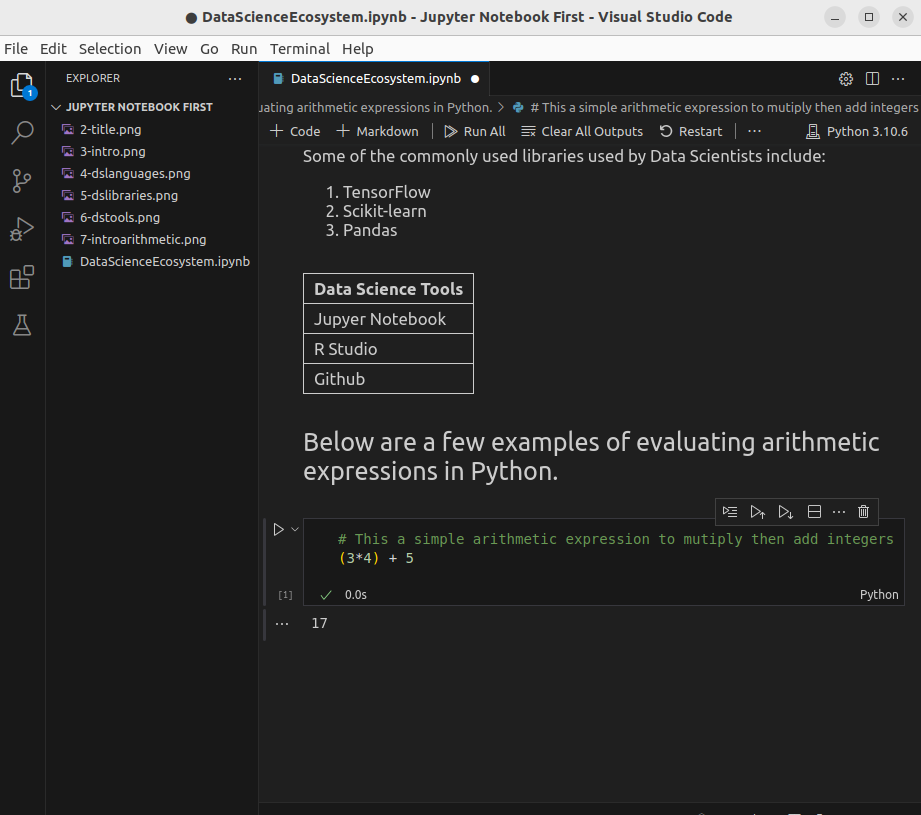 ● DataScienceEcosystem.ipynb - Jupyter Notebook First - Visual Studio Code
File Edit Selection View Go Run Terminal Help
1
EXPLORER ...
JUPYTER NOTEBOOK FIRST
2-title.png
3-intro.png
4-dslanguages.png
5-dslibraries.png
6-dstools.png
7-introarithmetic.png
DataScienceEcosystem.ipynb
DataScienceEcosystem.ipynb ●
uating arithmetic expressions in Python. > # This a simple arithmetic expression to mutiply then add integers
+ Code + Markdown | Run All Clear All Outputs Restart | ... Python 3.10.6
Some of the commonly used libraries used by Data Scientists include:
1. TensorFlow
2. Scikit-learn
3. Pandas
Data Science Tools
Jupyer Notebook
R Studio
Github
Below are a few examples of evaluating arithmetic
expressions in Python.
# This a simple arithmetic expression to mutiply then add integers
(3*4) + 5
[1] ✓ 0.0s Python
... 17